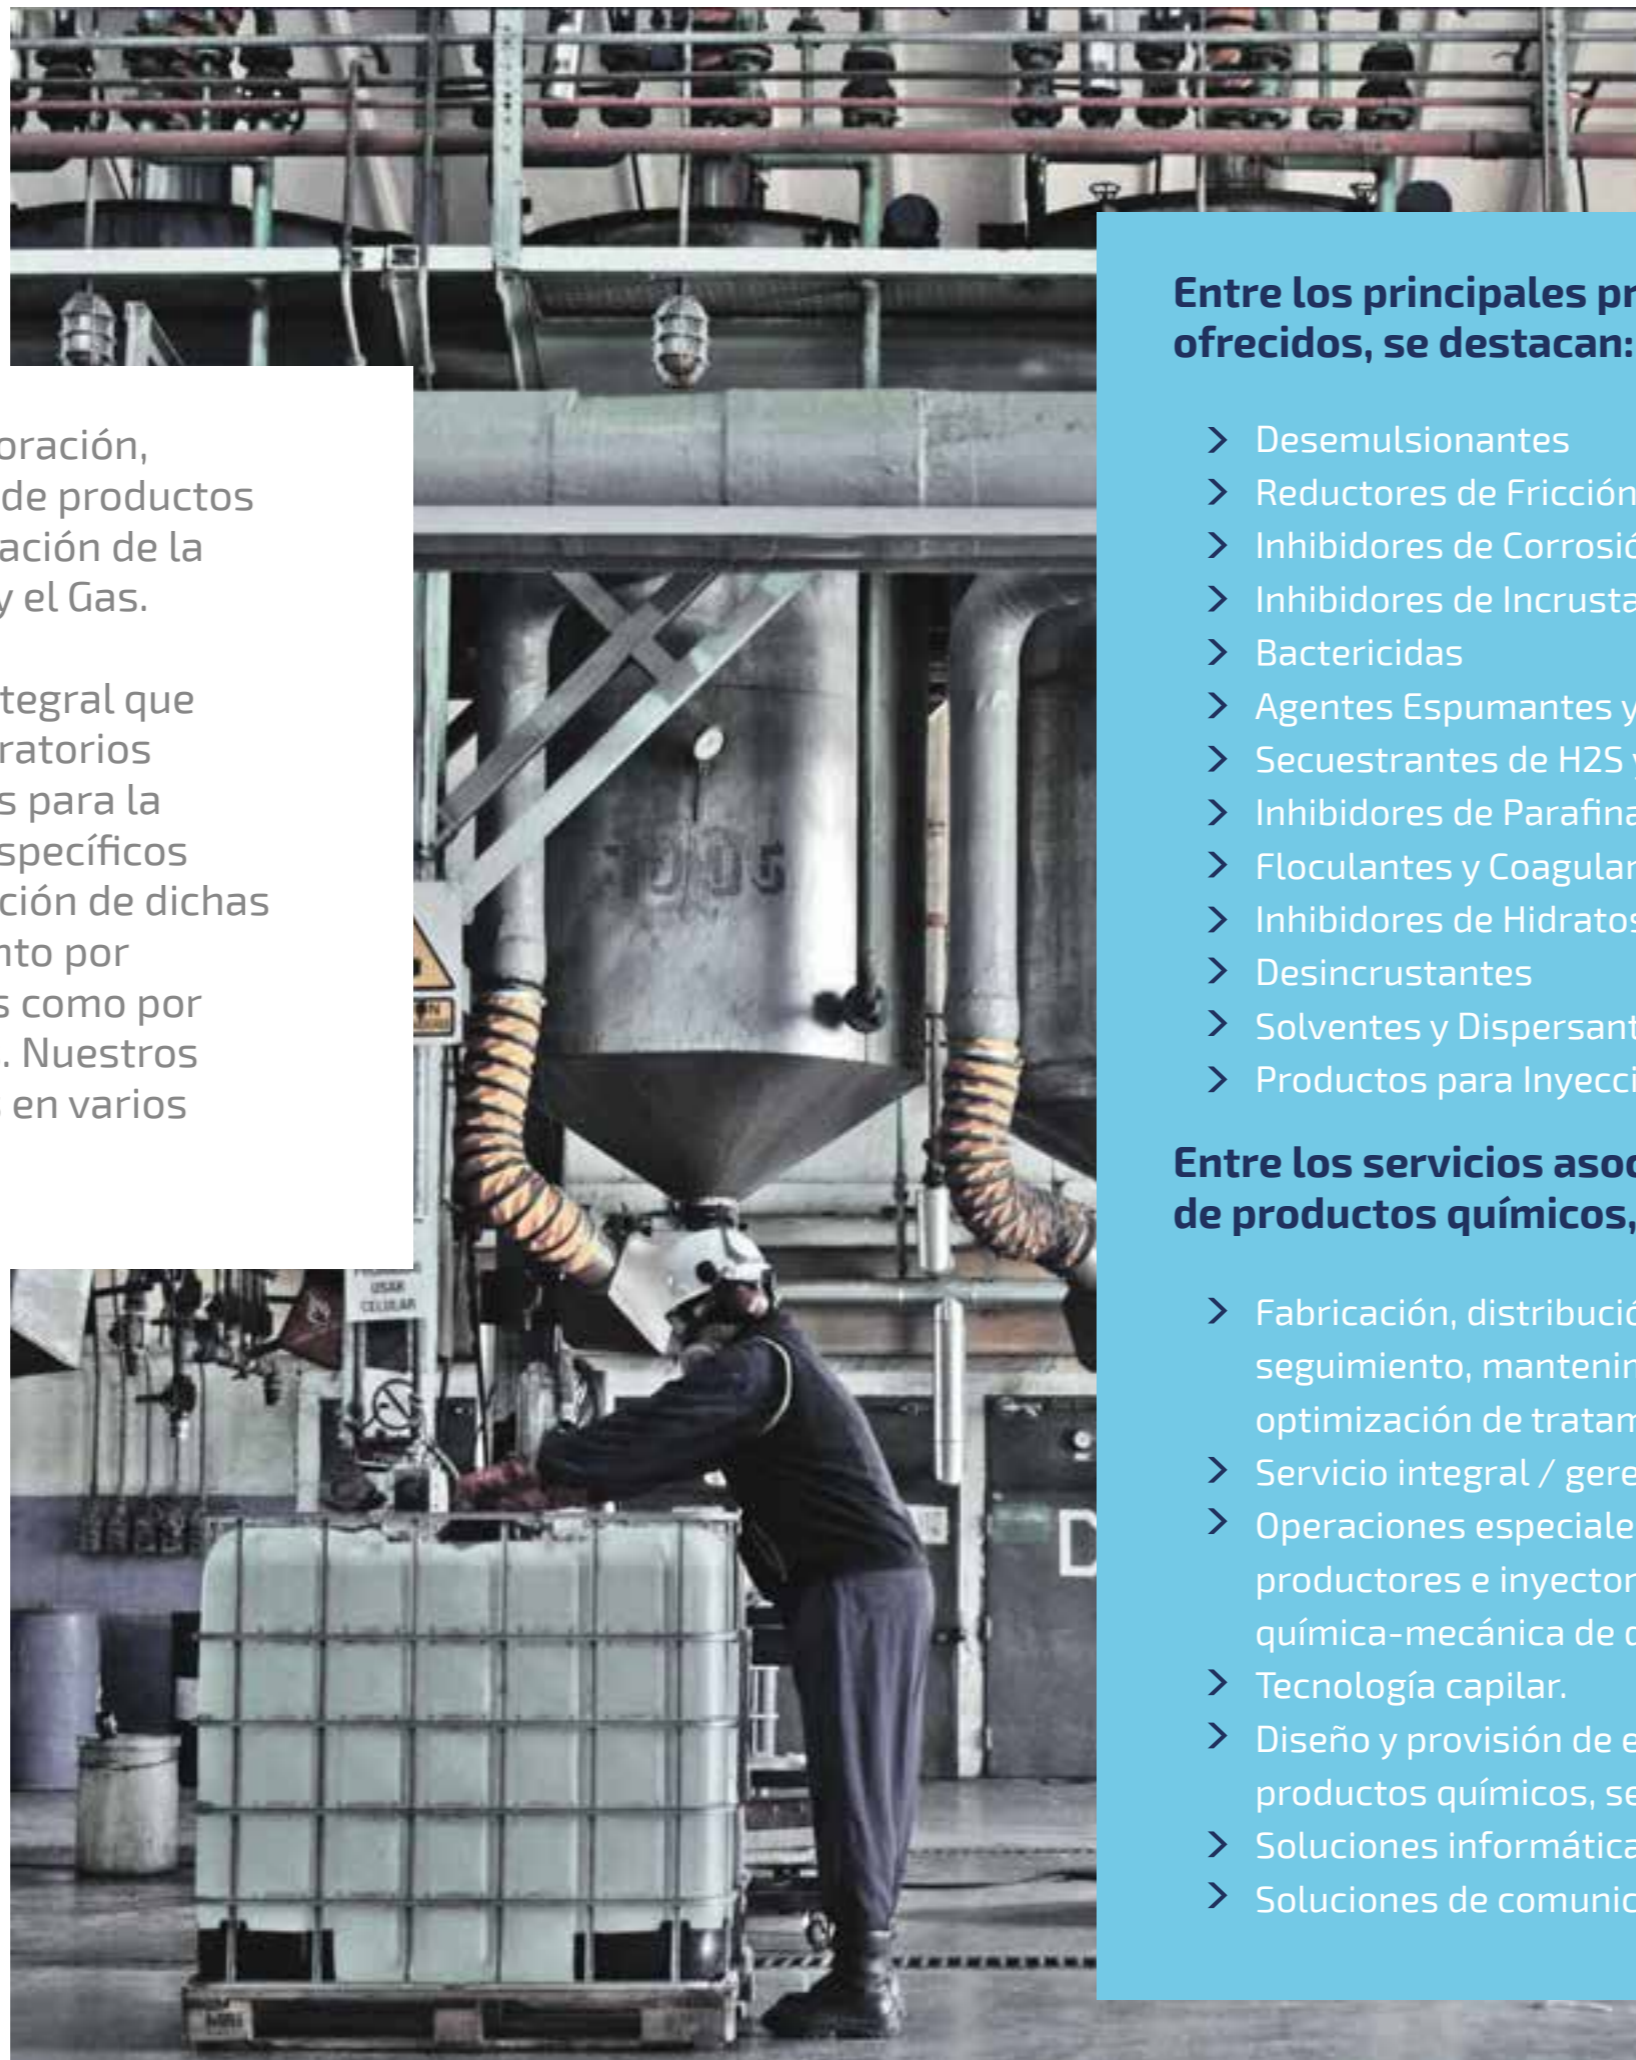 oración,
de productos
ación de la
y el Gas.
tegral que
ratorios
s para la
specíficos
ción de dichas
nto por
s como por
. Nuestros
s en varios
1005
USAR
CELULAR
D
Entre los principales pr
ofrecidos, se destacan:
> Desemulsionantes
> Reductores de Fricción
> Inhibidores de Corrosió
> Inhibidores de Incrusta
> Bactericidas
> Agentes Espumantes y
> Secuestrantes de H2S y
> Inhibidores de Parafina
> Floculantes y Coagulan
> Inhibidores de Hidratos
> Desincrustantes
> Solventes y Dispersant
> Productos para Inyecci
Entre los servicios asoc
de productos químicos,
> Fabricación, distribució
seguimiento, mantenim
optimización de tratam
> Servicio integral / gere
> Operaciones especiale
productores e inyector
química-mecánica de d
> Tecnología capilar.
> Diseño y provisión de e
productos químicos, se
> Soluciones informática
> Soluciones de comunic